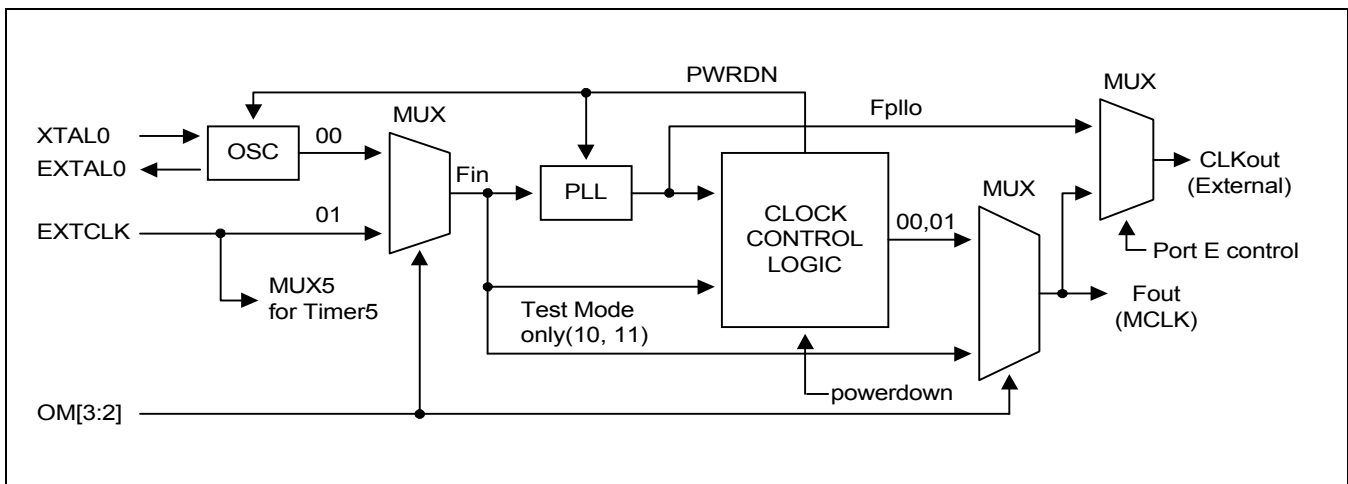 PWRDN
MUX
MUX
Fpllo
XTAL0
OSC
00
EXTAL0
Fin
PLL
CLKout
(External)
MUX
EXTCLK
01
CLOCK
CONTROL
LOGIC
00,01
Port E control
MUX5
for Timer5
Test Mode
only(10, 11)
Fout
(MCLK)
powerdown
OM[3:2]